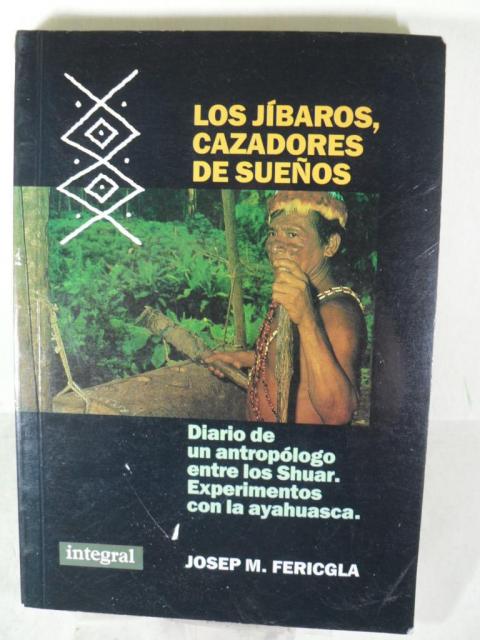 LOS JÍBAROS,
CAZADORES
DE SUEÑOS
Diario de
un antropólogo
entre los Shuar.
Experimentos
con la ayahuasca.
integral
JOSEP M. FERICGLA